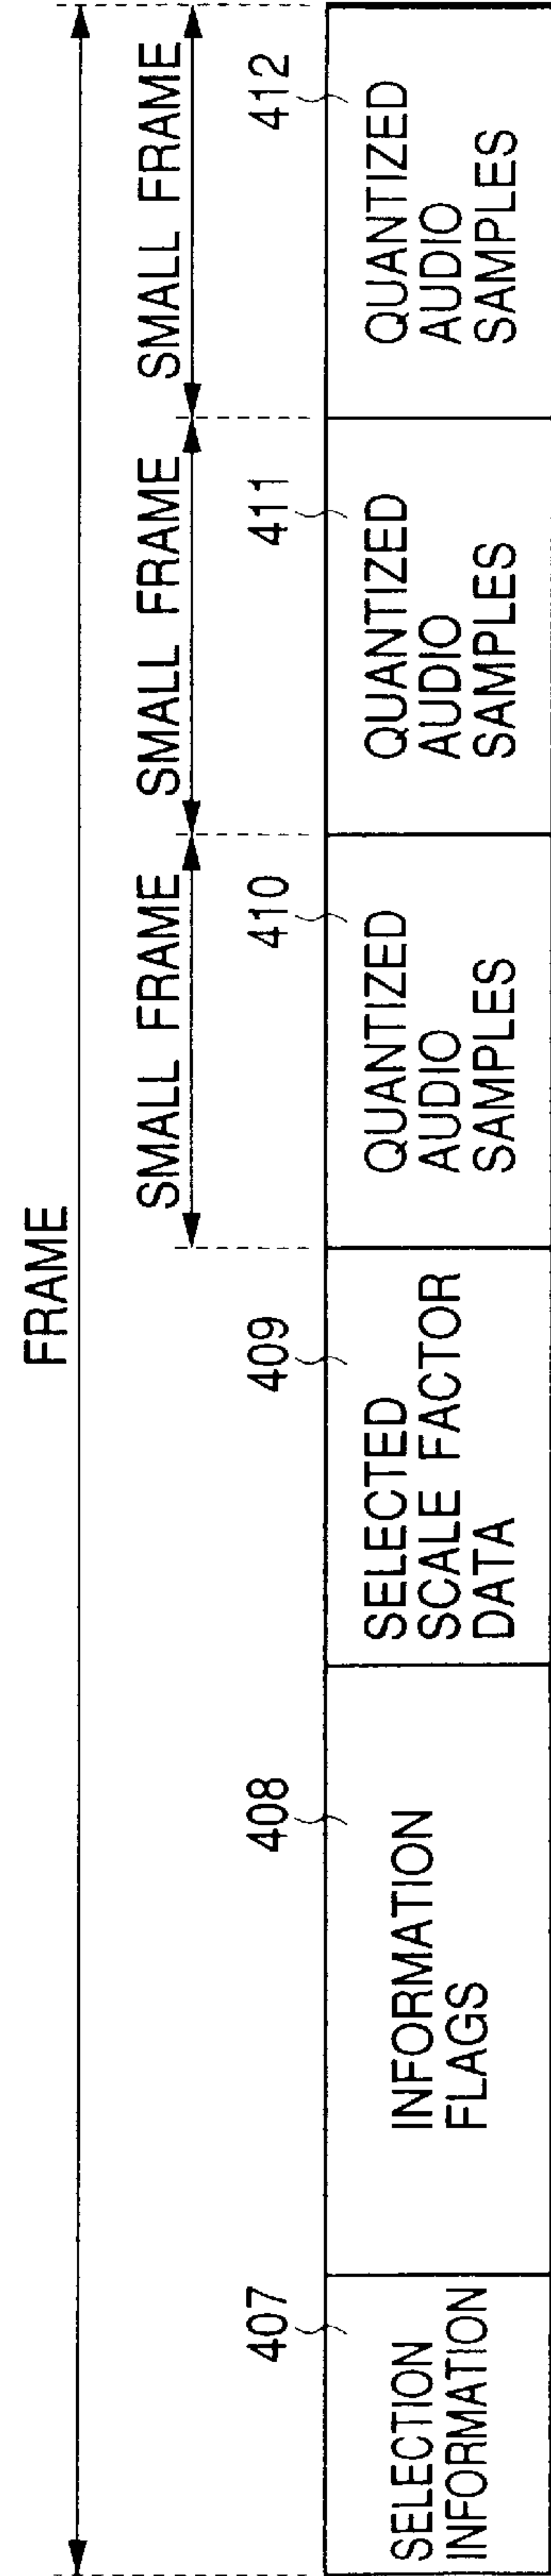 FRAME
SMALL FRAME
SMALL FRAME
SMALL FRAME
407
408
409
410
411
412
SELECTION
INFORMATION
INFORMATION
FLAGS
SELECTED
SCALE FACTOR
DATA
QUANTIZED
AUDIO
SAMPLES
QUANTIZED
AUDIO
SAMPLES
QUANTIZED
AUDIO
SAMPLES